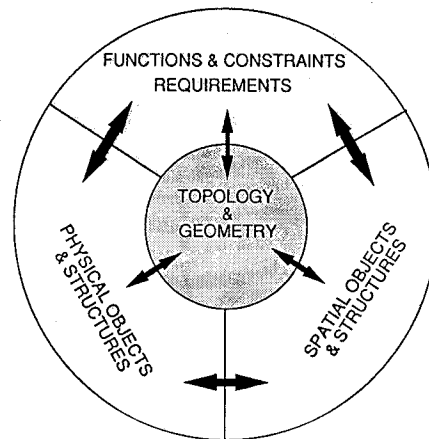 FUNCTIONS & CONSTRAINTS
REQUIREMENTS
TOPOLOGY
&
GEOMETRY
PHYSICAL OBJECTS
& STRUCTURES
SPATIAL OBJECTS
& STRUCTURES